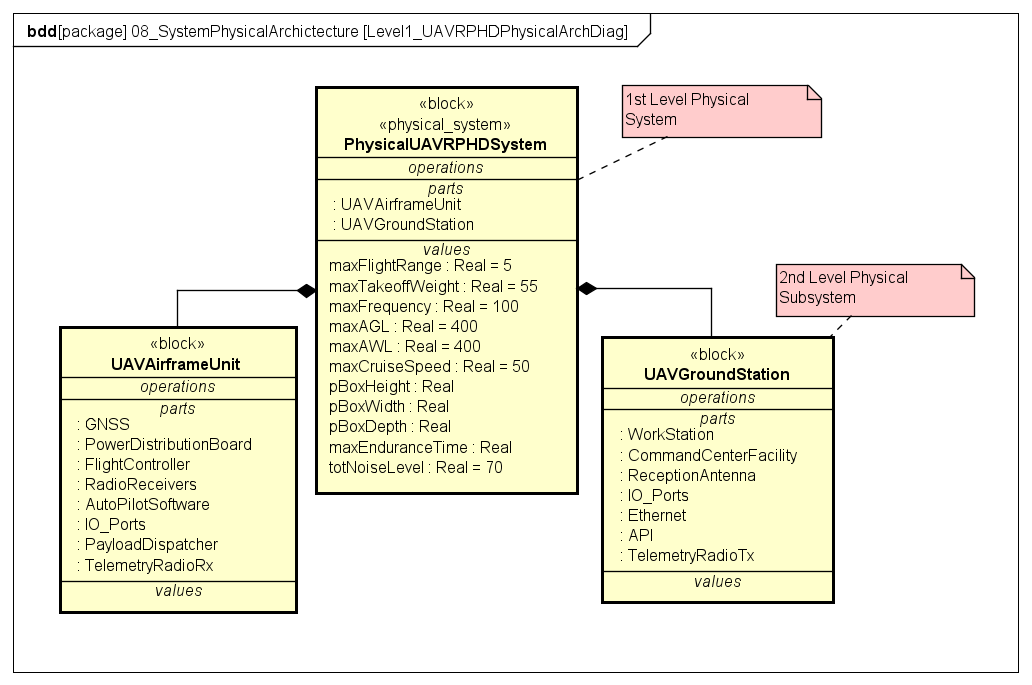 bdd[package] 08_SystemPhysicalArchictecture [Level1_UAVRPHDPhysicalArchDiag]
«block»
«physical_system»
PhysicalUAVRPHDSystem
operations
parts
: UAVAirframeUnit
: UAVGroundStation
values
maxFlightRange : Real = 5
maxTakeoffWeight : Real = 55
maxFrequency : Real = 100
maxAGL : Real = 400
maxAWL : Real = 400
maxCruiseSpeed : Real = 50
pBoxHeight : Real
pBoxWidth : Real
pBoxDepth : Real
maxEnduranceTime : Real
totNoiseLevel : Real = 70
1st Level Physical
System
2nd Level Physical
Subsystem
«block»
UAVAirframeUnit
operations
parts
: GNSS
: PowerDistributionBoard
: FlightController
: RadioReceivers
: AutoPilotSoftware
: IO_Ports
: PayloadDispatcher
: TelemetryRadioRx
values
«block»
UAVGroundStation
operations
parts
: WorkStation
: CommandCenterFacility
: ReceptionAntenna
: IO_Ports
: Ethernet
: API
: TelemetryRadioTx
values